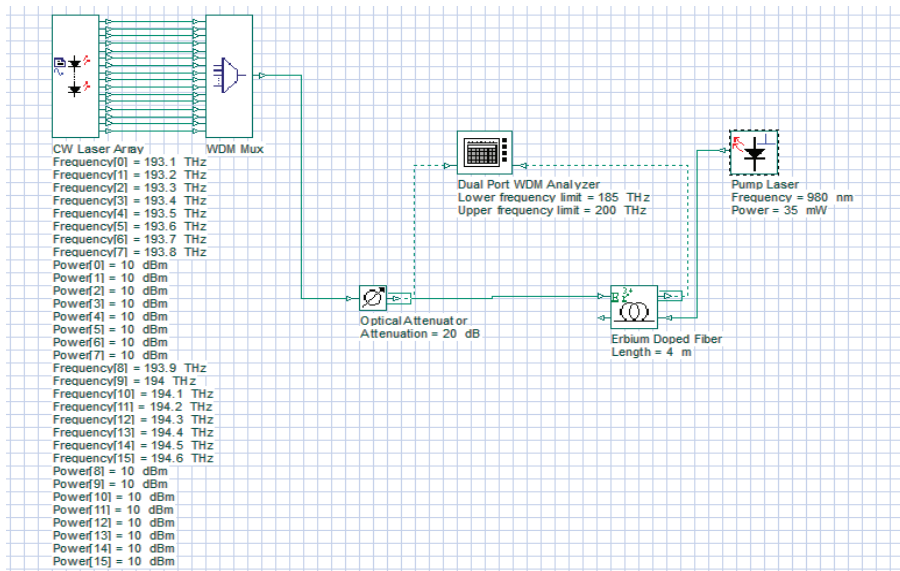 CW Laser Array
Frequency[0] = 193.1 THz
Frequency[1] = 193.2 THz
Frequency[2] = 193.3 THz
Frequency[3] = 193.4 THz
Frequency[4] = 193.5 THz
Frequency[5] = 193.6 THz
Frequency[6] = 193.7 THz
Frequency[7] = 193.8 THz
Power[0] = 10 dBm
Power[1] = 10 dBm
Power[2] = 10 dBm
Power[3] = 10 dBm
Power[4] = 10 dBm
Power[5] = 10 dBm
Power[6] = 10 dBm
Power[7] = 10 dBm
Frequency[8] = 193.9 THz
Frequency[9] = 194 THz
Frequency[10] = 194.1 THz
Frequency[11] = 194.2 THz
Frequency[12] = 194.3 THz
Frequency[13] = 194.4 THz
Frequency[14] = 194.5 THz
Frequency[15] = 194.6 THz
Power[8] = 10 dBm
Power[9] = 10 dBm
Power[10] = 10 dBm
Power[11] = 10 dBm
Power[12] = 10 dBm
Power[13] = 10 dBm
Power[14] = 10 dBm
Power[15] = 10 dBm
WDM Mux
Dual Port WDM Analyzer
Lower frequency limit = 185 THz
Upper frequency limit = 200 THz
Pump Laser
Frequency = 980 nm
Power = 35 mW
Optical Attenuator
Attenuation = 20 dB
Erbium Doped Fiber
Length = 4 m